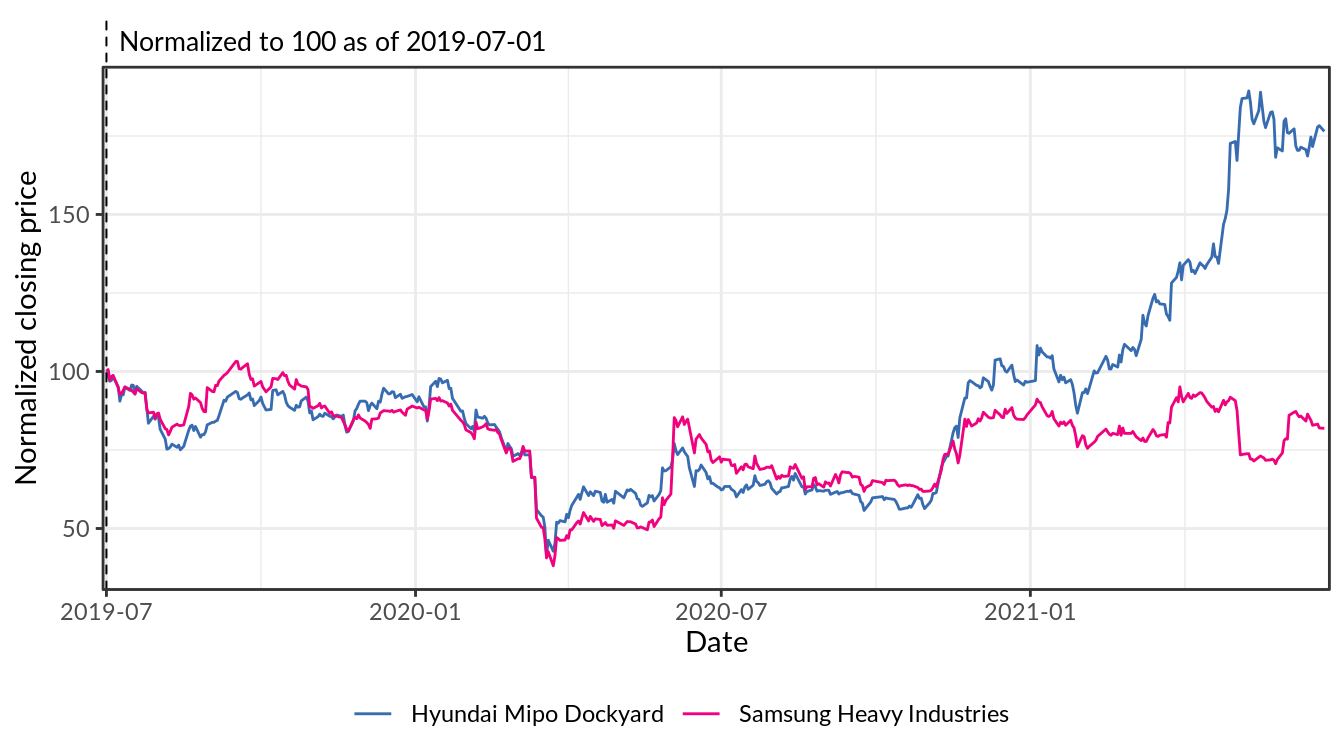 Normalized to 100 as of 2019-07-01
Normalized closing price
150
100
50
2019-07
2020-01
2020-07
2021-01
Date
Hyundai Mipo Dockyard
Samsung Heavy Industries